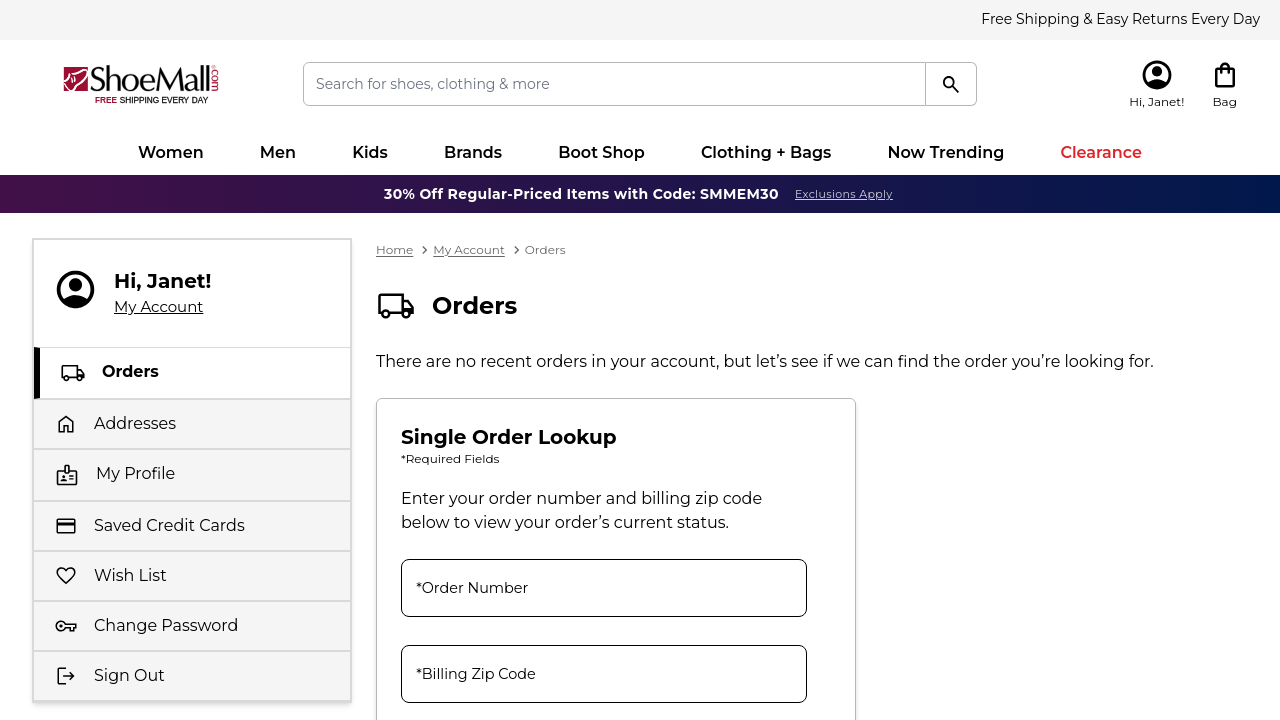 Free Shipping & Easy Returns Every Day
ShoeMall.com
FREE SHIPPING EVERY DAY
Search for shoes, clothing & more
Hi, Janet!
Bag
Women
Men
Kids
Brands
Boot Shop
Clothing + Bags
Now Trending
Clearance
30% Off Regular-Priced Items with Code: SMMEM30
Exclusions Apply
Hi, Janet!
My Account
Orders
Addresses
My Profile
Saved Credit Cards
Wish List
Change Password
Sign Out
Home
My Account
Orders
Orders
There are no recent orders in your account, but let’s see if we can find the order you’re looking for.
Single Order Lookup
*Required Fields
Enter your order number and billing zip code
below to view your order’s current status.
*Order Number
*Billing Zip Code